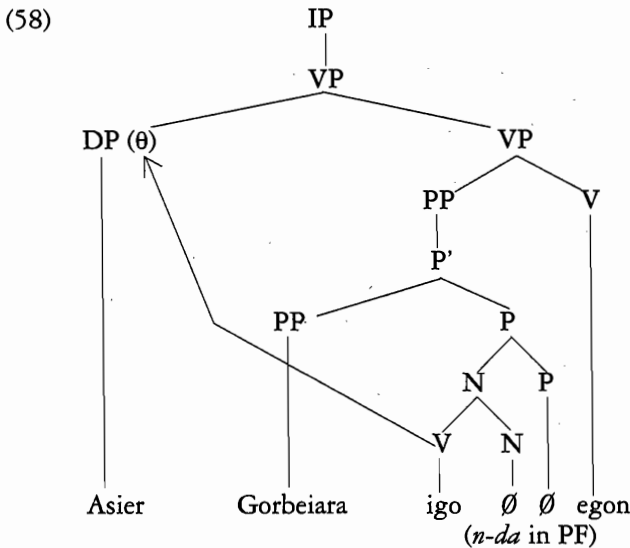 (58)
IP
VP
DP (θ) VP
PP V
P'
PP P
N P
V N
Asier Gorbeiara igo Ø Ø egon
(n-da in PF)